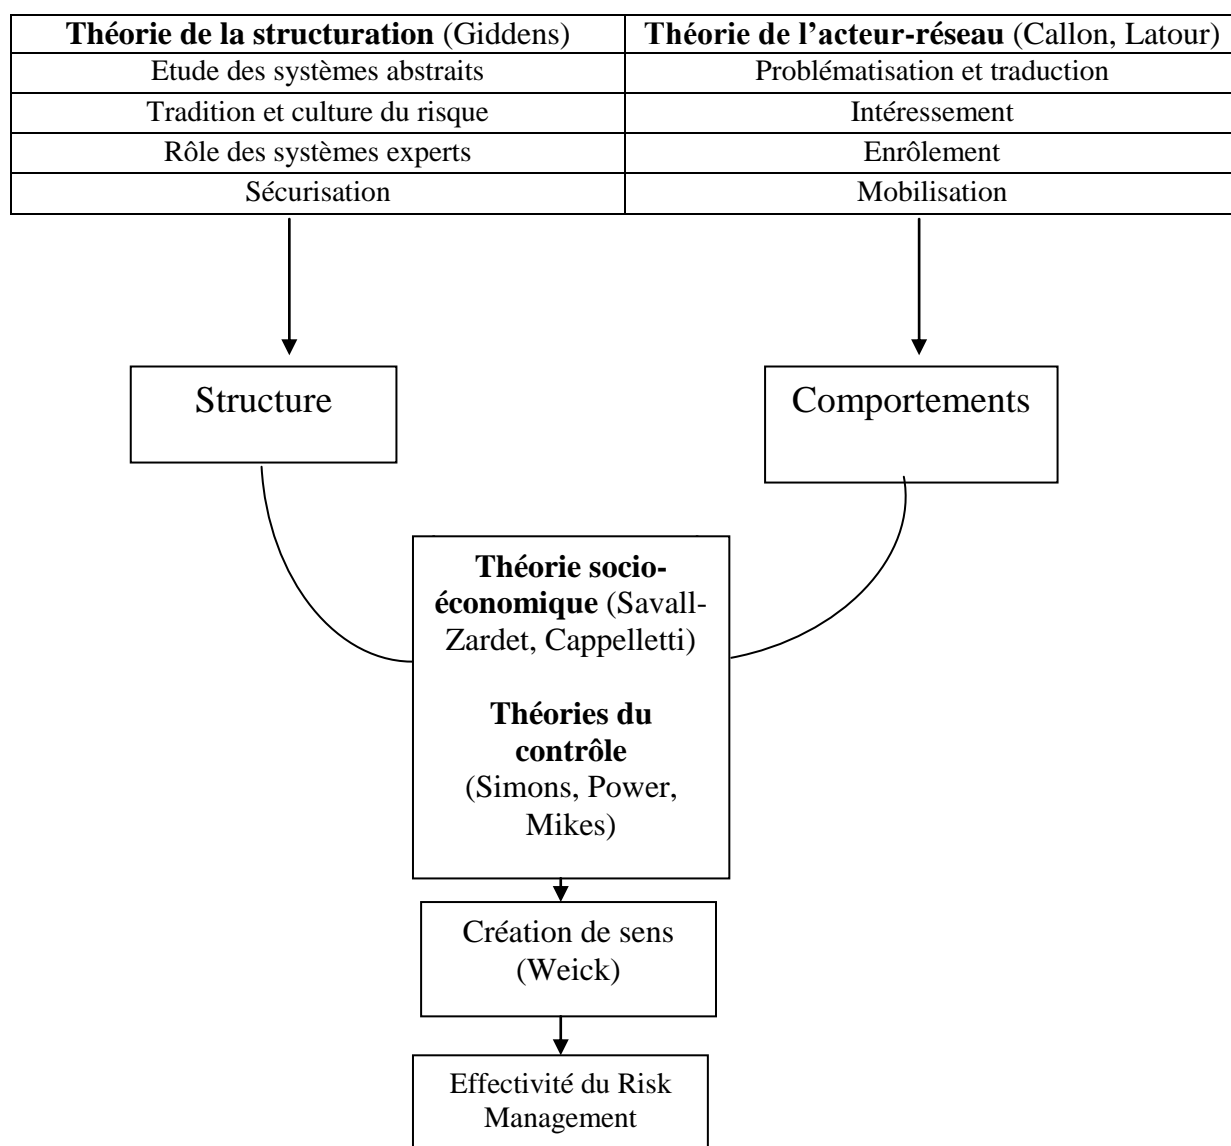 Théorie de la structuration (Giddens)
Théorie de l’acteur-réseau (Callon, Latour)
Etude des systèmes abstraits
Problématisation et traduction
Tradition et culture du risque
Intéressement
Rôle des systèmes experts
Enrôlement
Sécurisation
Mobilisation
Structure
Comportements
Théorie socio-
économique (Savall-
Zardet, Cappelletti)
Théories du
contrôle
(Simons, Power,
Mikes)
Création de sens
(Weick)
Effectivité du Risk
Management